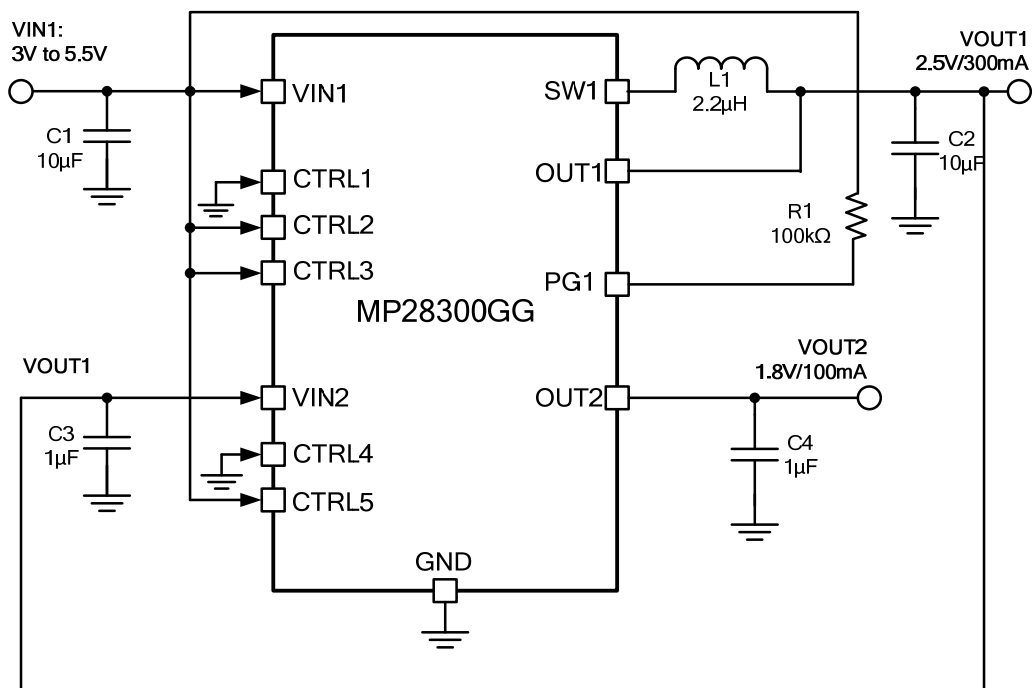 VIN1:
3V to 5.5V
C1
10µF
VIN1
CTRL1
CTRL2
CTRL3
MP28300GG
SW1
L1
2.2µH
OUT1
VOUT1
2.5V/300mA
C2
10µF
R1
100kΩ
PG1
VOUT1
C3
1µF
VIN2
CTRL4
CTRL5
OUT2
VOUT2
1.8V/100mA
C4
1µF
GND